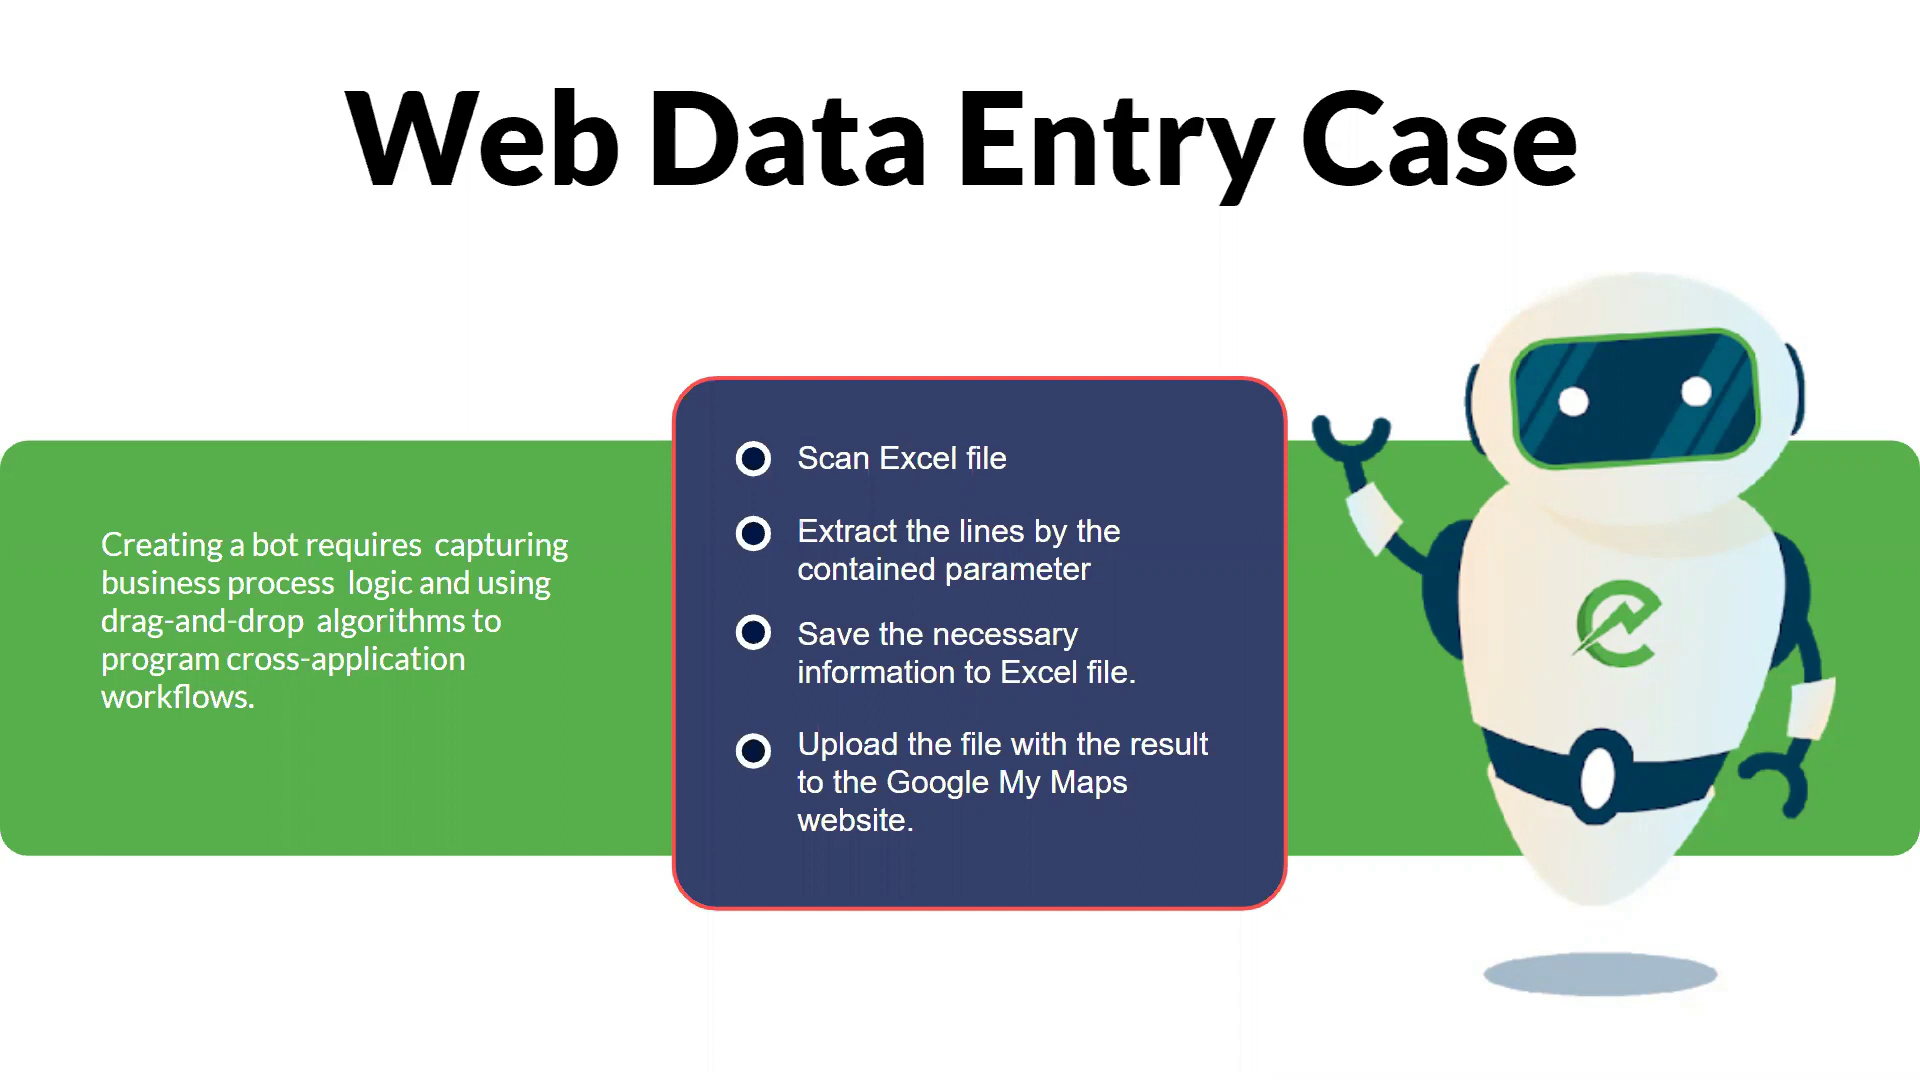 Web Data Entry Case
Creating a bot requires capturing
business process logic and using
drag-and-drop algorithms to
program cross-application
workflows.
Scan Excel file
Extract the lines by the
contained parameter
Save the necessary
information to Excel file.
Upload the file with the result
to the Google My Maps
website.